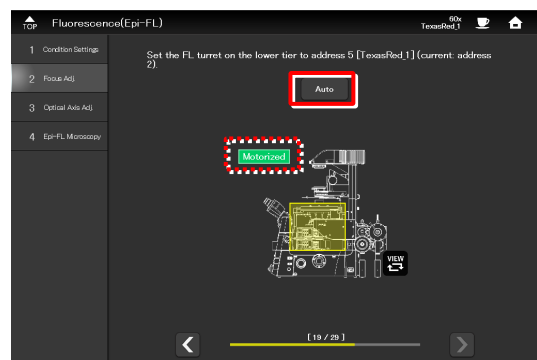 TOP Fluorescence(Epi-FL) 60x
TexasRed_1
1 Condition Settings
2 Focus Adj
3 Optical Axis Adj
4 Epi-FL Microscopy
Set the FL turret on the lower tier to address 5 [TexasRed_1] (current: address
2).
Auto
Motorized
VIEW
[ 19 / 29 ]